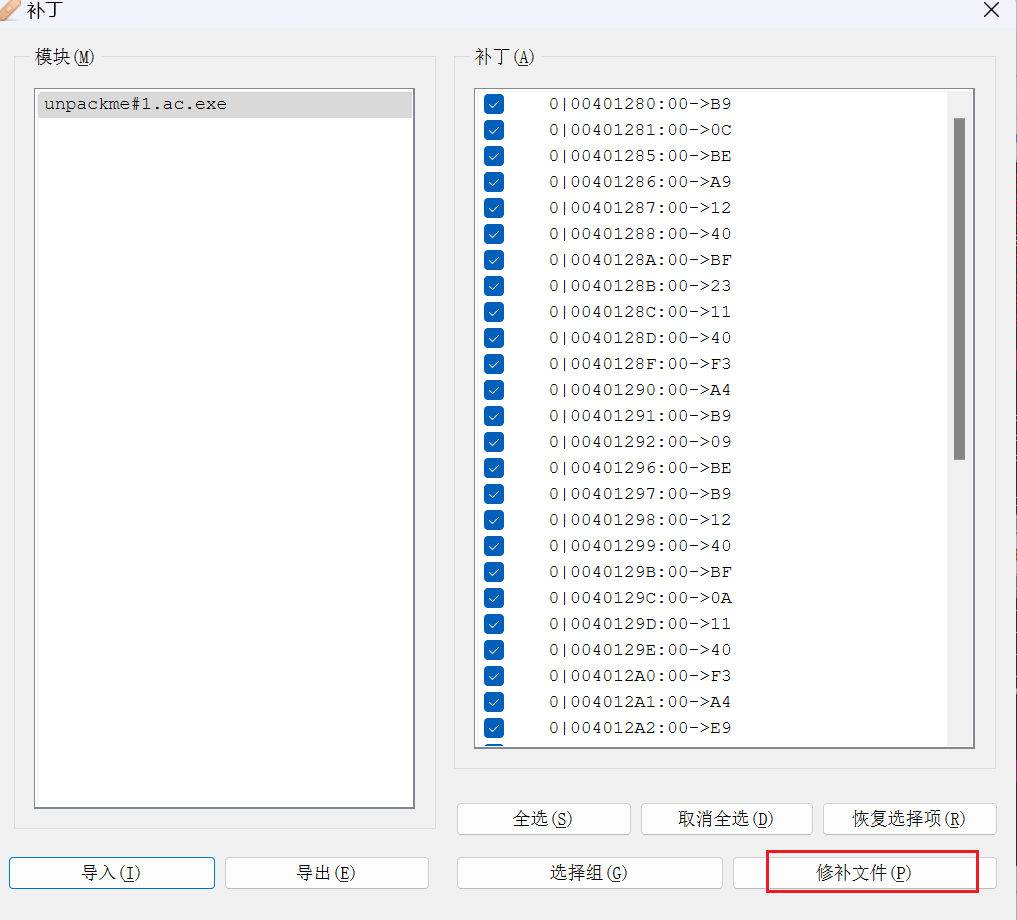 补丁
模块(M)
unpackme#1.ac.exe
补丁(A)
0|00401280:00->B9
0|00401281:00->0C
0|00401285:00->BE
0|00401286:00->A9
0|00401287:00->12
0|00401288:00->40
0|0040128A:00->BF
0|0040128B:00->23
0|0040128C:00->11
0|0040128D:00->40
0|0040128F:00->F3
0|00401290:00->A4
0|00401291:00->B9
0|00401292:00->09
0|00401296:00->BE
0|00401297:00->B9
0|00401298:00->12
0|00401299:00->40
0|0040129B:00->BF
0|0040129C:00->0A
0|0040129D:00->11
0|0040129E:00->40
0|004012A0:00->F3
0|004012A1:00->A4
0|004012A2:00->E9
全选(S)
取消全选(D)
恢复选择项(R)
导入(I)
导出(E)
选择组(G)
修补文件(P)